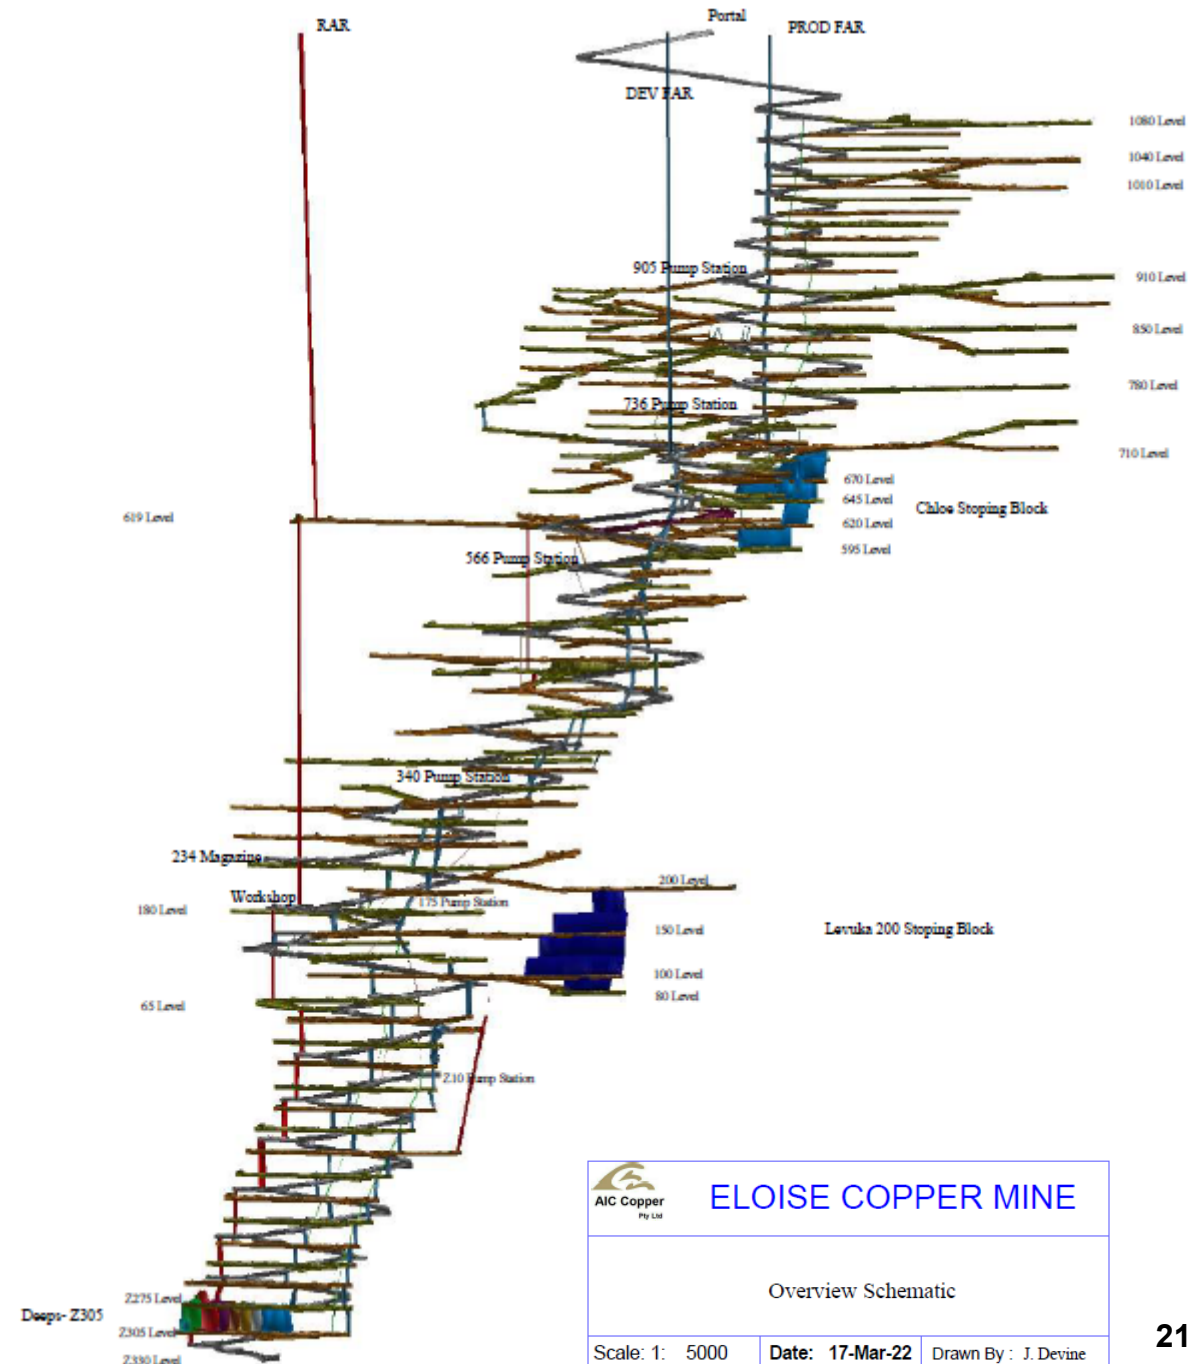 Portal
RAR
PROD FAR
DEV FAR
1080 Level
1040 Level
1010 Level
905 Pump Station
910 Level
850 Level
780 Level
736 Pump Station
710 Level
670 Level
645 Level
Chloe Stoping Block
619 Level
620 Level
595 Level
566 Pump Station
340 Pump Station
234 Magazine
200 Level
Workshop
175 Pump Station
180 Level
150 Level
Levuka 200 Stoping Block
100 Level
80 Level
65 Level
Z10 Pump Station
AIC Copper
Pty Ltd
ELOISE COPPER MINE
Overview Schematic
Z275 Level
Deeps- Z305
Z305 Level
Z330 Level
Scale: 1: 5000
Date: 17-Mar-22
Drawn By : J. Devine
21